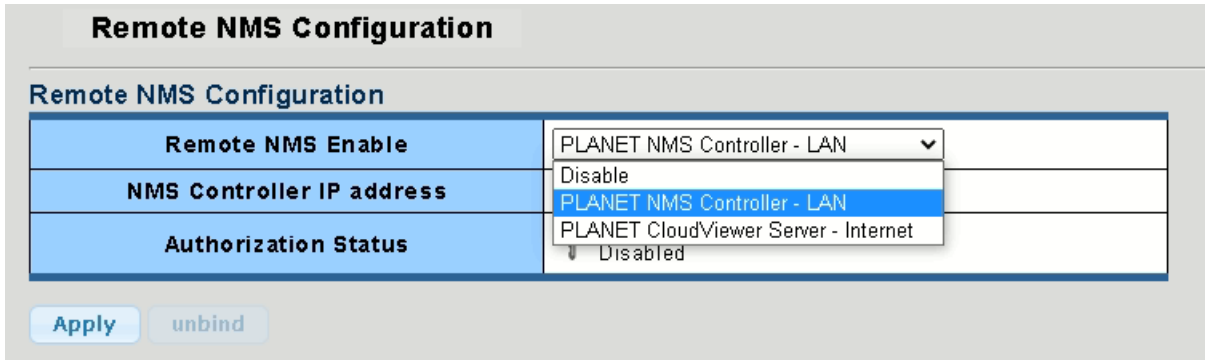 Remote NMS Configuration
Remote NMS Configuration
Remote NMS Enable
PLANET NMS Controller - LAN
Disable
PLANET NMS Controller - LAN
PLANET CloudViewer Server - Internet
NMS Controller IP address
Authorization Status
Disabled
Apply
unbind